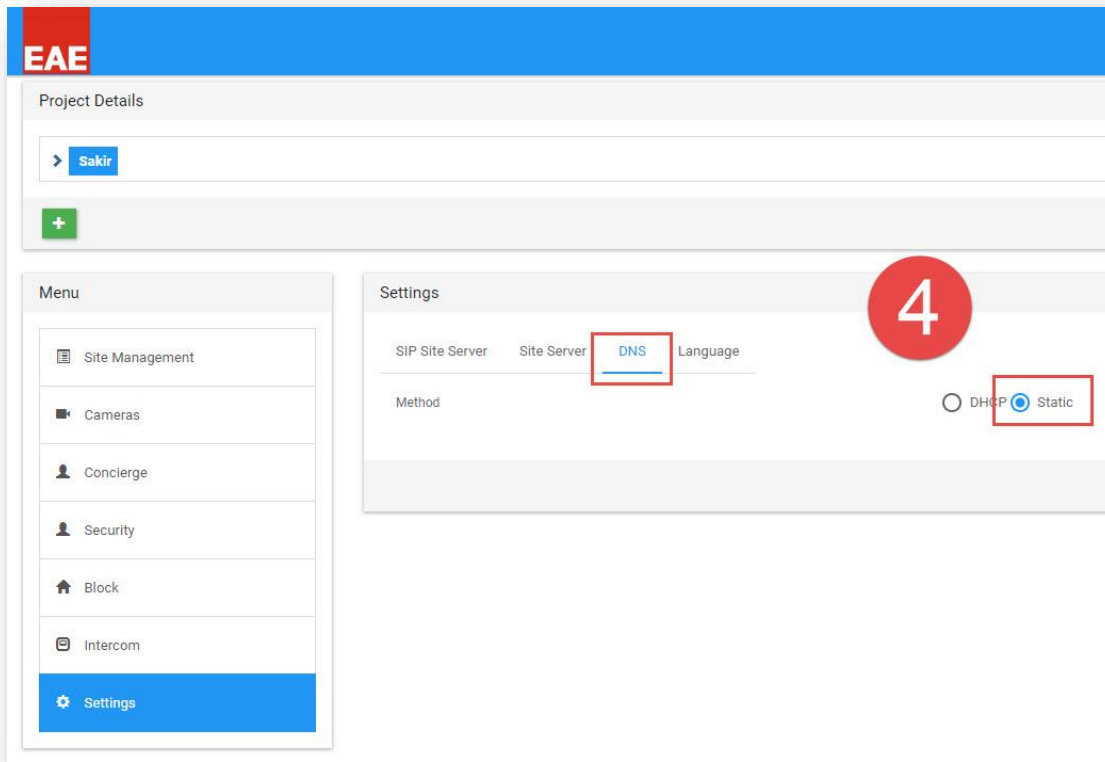 EAE
Project Details
Sakir
+
Menu
Site Management
Cameras
Concierge
Security
Block
Intercom
Settings
Settings
4
SIP Site Server Site Server DNS Language
Method DHCP Static